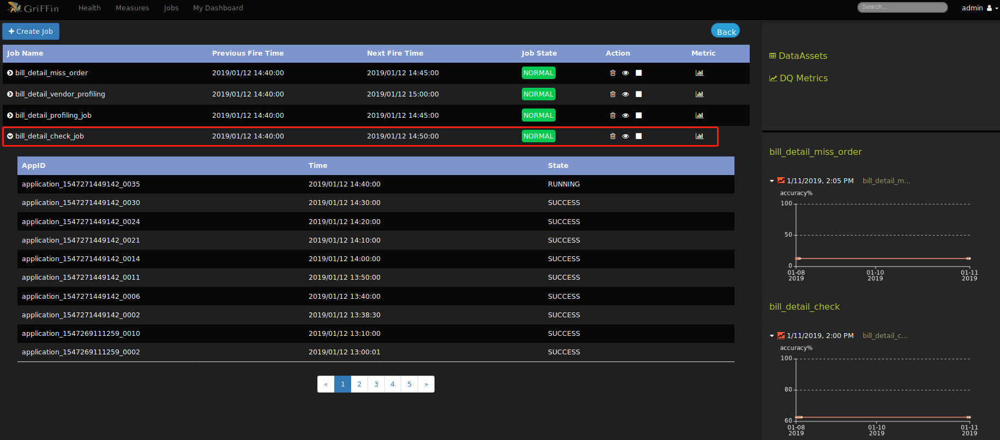 GriFFin Health Measures Jobs My Dashboard Search... admin
Create Job Back
Job Name Previous Fire Time Next Fire Time Job State Action Metric
bill_detail_miss_order 2019/01/12 14:40:00 2019/01/12 14:45:00 NORMAL
bill_detail_vendor_profiling 2019/01/12 14:40:00 2019/01/12 15:00:00 NORMAL
bill_detail_profiling_job 2019/01/12 14:40:00 2019/01/12 14:45:00 NORMAL
bill_detail_check_job 2019/01/12 14:40:00 2019/01/12 14:50:00 NORMAL
AppID Time State
application_1547271449142_0035 2019/01/12 14:40:00 RUNNING
application_1547271449142_0030 2019/01/12 14:30:00 SUCCESS
application_1547271449142_0024 2019/01/12 14:20:00 SUCCESS
application_1547271449142_0021 2019/01/12 14:10:00 SUCCESS
application_1547271449142_0014 2019/01/12 14:00:00 SUCCESS
application_1547271449142_0011 2019/01/12 13:50:00 SUCCESS
application_1547271449142_0006 2019/01/12 13:40:00 SUCCESS
application_1547271449142_0002 2019/01/12 13:38:30 SUCCESS
application_1547269111259_0010 2019/01/12 13:10:00 SUCCESS
application_1547269111259_0002 2019/01/12 13:00:01 SUCCESS
« 1 2 3 4 5 »
DataAssets
DQ Metrics
bill_detail_miss_order
1/11/2019, 2:05 PM bill_detail_m...
accuracy%
100
50
0
01-08 01-10 01-11
2019 2019 2019
bill_detail_check
1/11/2019, 2:00 PM bill_detail_c...
accuracy%
100
80
60
01-08 01-10 01-11
2019 2019 2019